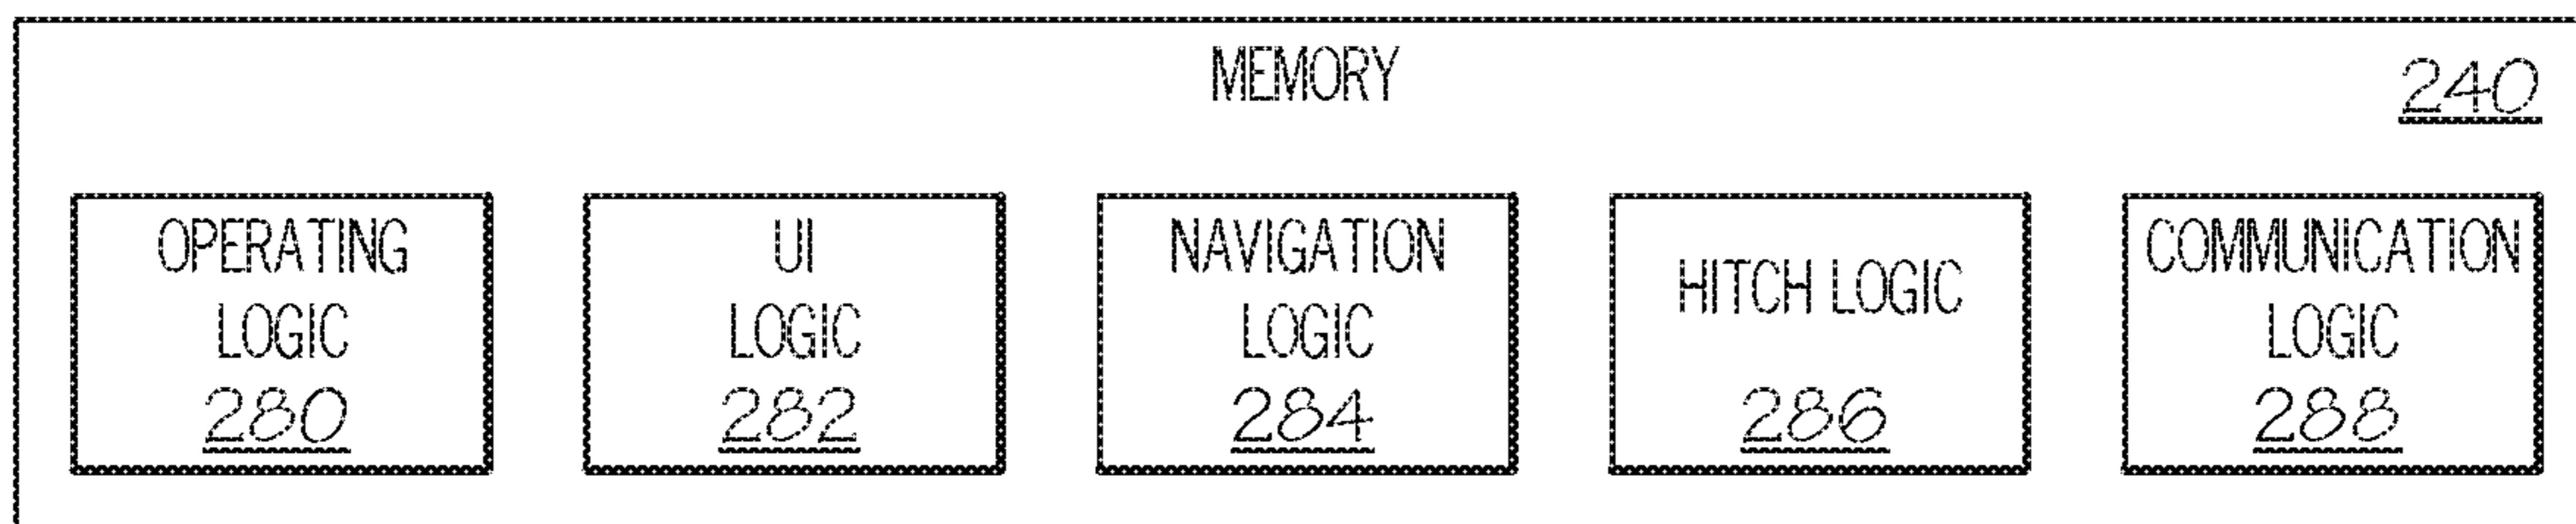 MEMORY
240
OPERATING
LOGIC
280
UI
LOGIC
282
NAVIGATION
LOGIC
284
HITCH LOGIC
286
COMMUNICATION
LOGIC
288